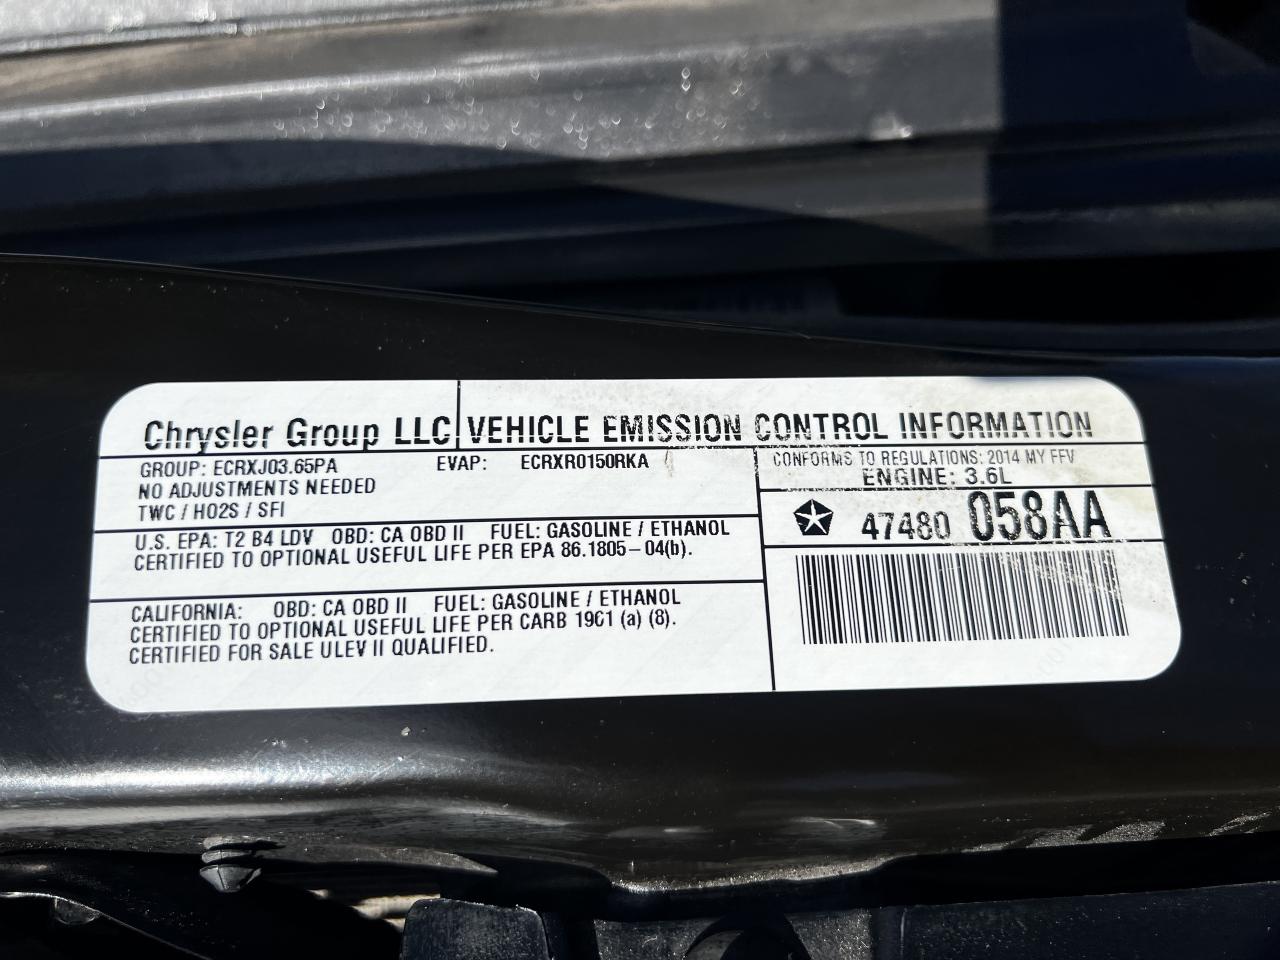 Chrysler Group LLC VEHICLE EMISSION CONTROL INFORMATION
GROUP: ECRXJ03.65PA EVAP: ECRXR0150RKA
NO ADJUSTMENTS NEEDED
TWC / HO2S / SFI
CONFORMS TO REGULATIONS: 2014 MY FFV
ENGINE: 3.6L
47480 058AA
U.S. EPA: T2 B4 LDV OBD: CA OBD II FUEL: GASOLINE / ETHANOL
CERTIFIED TO OPTIONAL USEFUL LIFE PER EPA 86.1805-04(b).
CALIFORNIA: OBD: CA OBD II FUEL: GASOLINE / ETHANOL
CERTIFIED TO OPTIONAL USEFUL LIFE PER CARB 1961 (a) (8).
CERTIFIED FOR SALE ULEV II QUALIFIED.